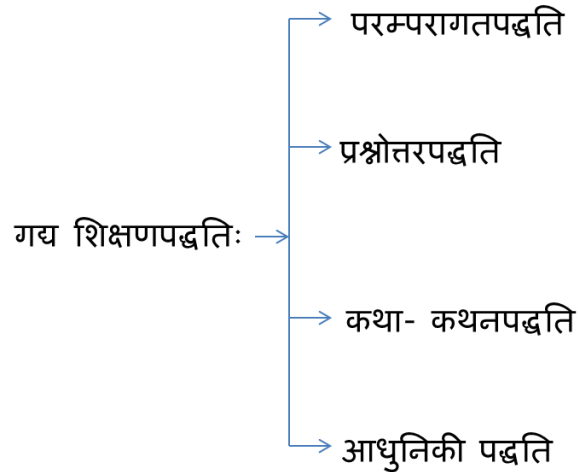 गद्य शिक्षणपद्धतिः
परम्परागतपद्धति
प्रश्नोत्तरपद्धति
कथा- कथनपद्धति
आधुनिकी पद्धति